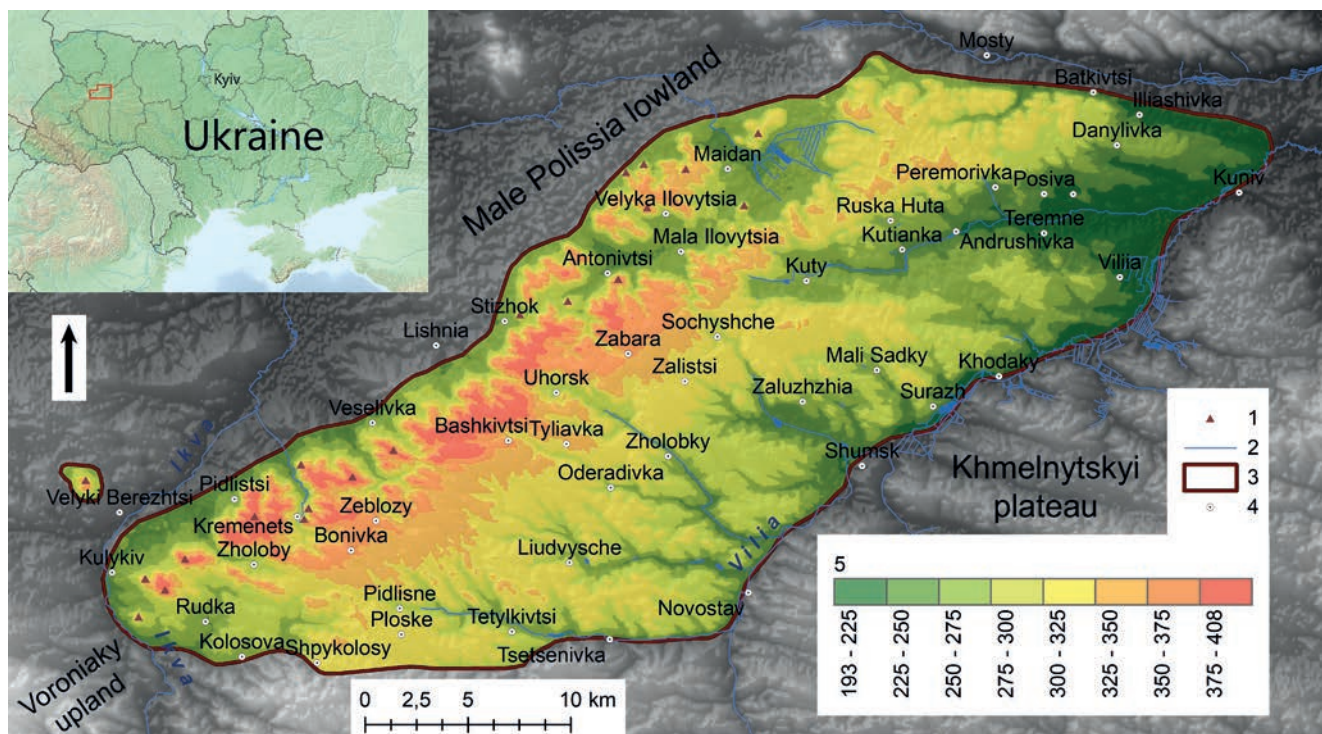 Kyiv
Ukraine
Male Polissia lowland
Mosty
Batkivtsi
Illiashivka
Danylivka
Maidan
Peremorivka
Posiva
Kuniv
Velyka Ilovytsia
Ruska Huta
Teremne
Mala Ilovytsia
Kutianka
Andrushivka
Antonivtsi
Kuty
Viliia
Stizhok
Lishnia
Sochyshche
Zabara
Mali Sadky
Khodaky
Zalistsi
Uhorsk
Zaluzhzhia
Surazh
Veselivka
Bashkivtsi
Tyliavka
Zholobky
Ikva
Shumsk
Oderadivka
Khmelnytskyi
plateau
Velyki Berezhtsi
Pidlistsi
Zeblozy
Kremenets
Bonivka
Zholoby
Kulykiv
Liudvysche
Vilia
Pidlisne
Novostav
Rudka
Ploske
Tetylkivtsi
Ikva
Kolosova
Shpykolosy
Tsetsenivka
Voroniaky
upland
0 2,5 5 10 km
1
2
3
4
5
193 - 225
225 - 250
250 - 275
275 - 300
300 - 325
325 - 350
350 - 375
375 - 408